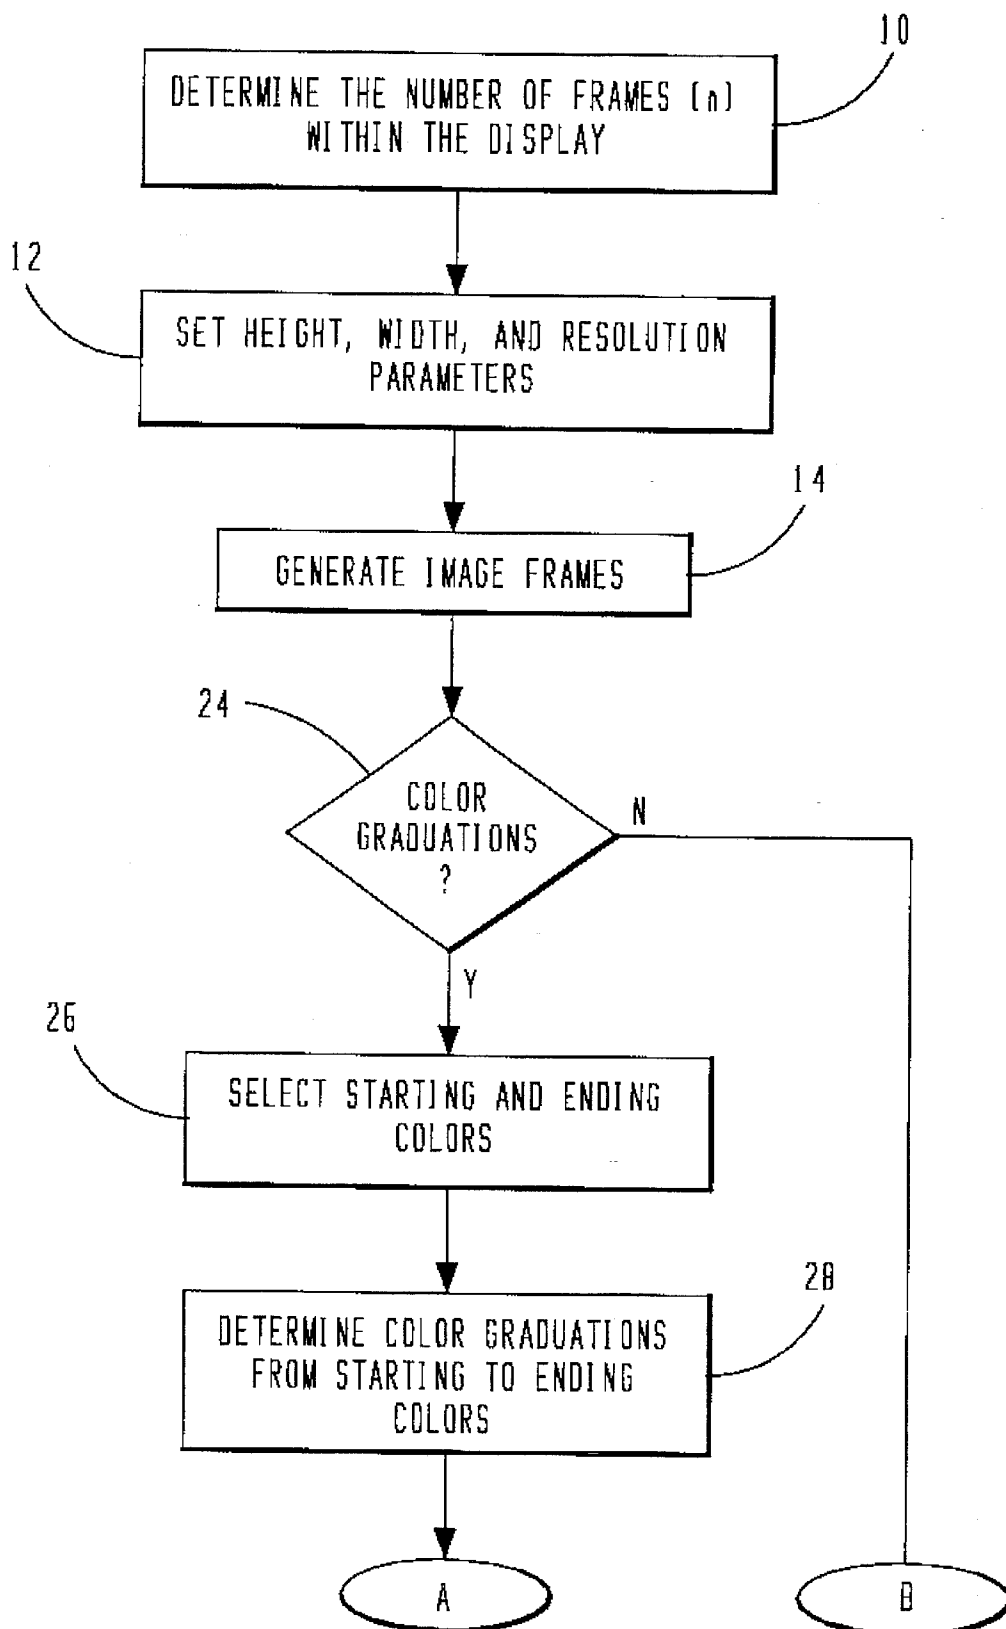 10
DETERMINE THE NUMBER OF FRAMES (n)
WITHIN THE DISPLAY
12
SET HEIGHT, WIDTH, AND RESOLUTION
PARAMETERS
14
GENERATE IMAGE FRAMES
24
COLOR
GRADUATIONS
?
N
Y
26
SELECT STARTING AND ENDING
COLORS
28
DETERMINE COLOR GRADUATIONS
FROM STARTING TO ENDING
COLORS
A
B